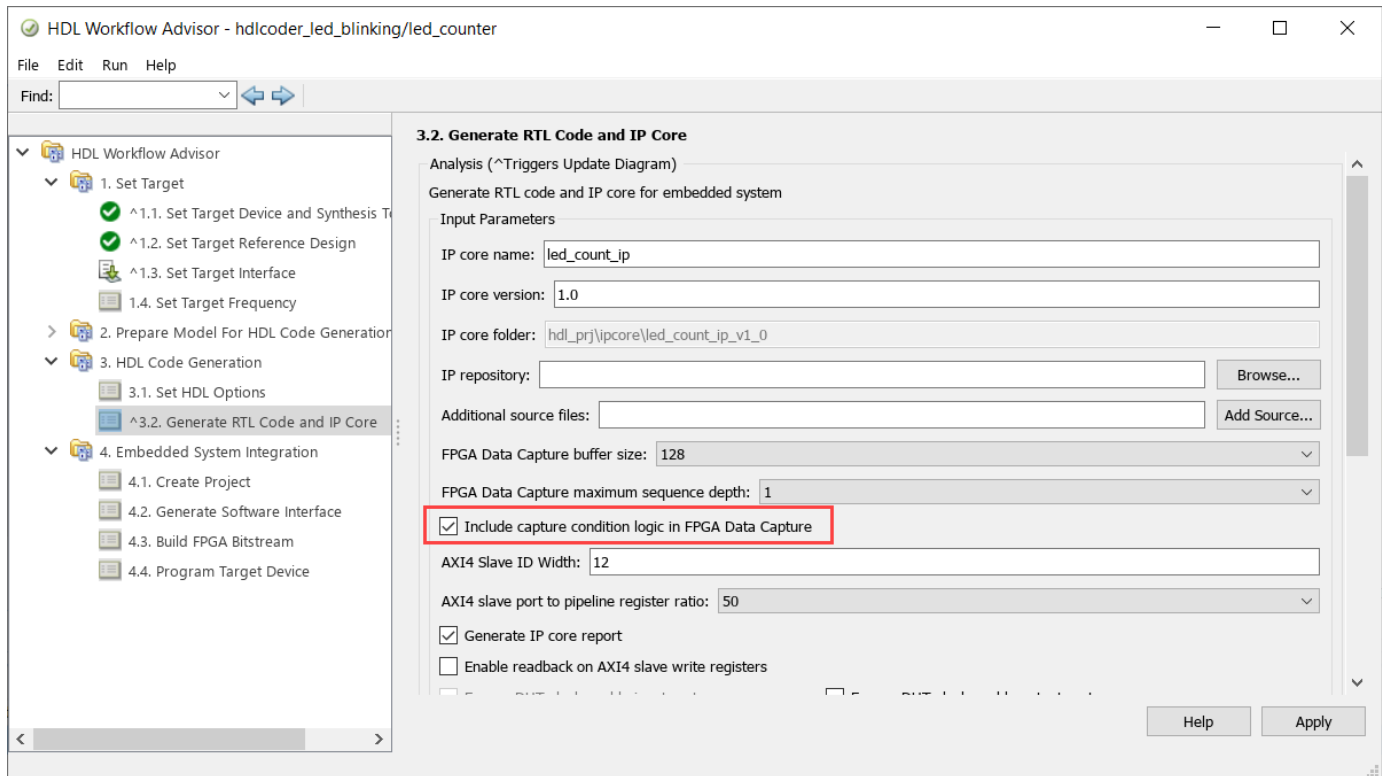 HDL Workflow Advisor - hdlcoder_led_blinking/led_counter
File Edit Run Help
Find:
HDL Workflow Advisor
1. Set Target
^1.1. Set Target Device and Synthesis T
^1.2. Set Target Reference Design
^1.3. Set Target Interface
1.4. Set Target Frequency
2. Prepare Model For HDL Code Generation
3. HDL Code Generation
3.1. Set HDL Options
^3.2. Generate RTL Code and IP Core
4. Embedded System Integration
4.1. Create Project
4.2. Generate Software Interface
4.3. Build FPGA Bitstream
4.4. Program Target Device
3.2. Generate RTL Code and IP Core
Analysis (^Triggers Update Diagram)
Generate RTL code and IP core for embedded system
Input Parameters
IP core name: led_count_ip
IP core version: 1.0
IP core folder: hdl_prj\ipcore\led_count_ip_v1_0
IP repository: Browse...
Additional source files: Add Source...
FPGA Data Capture buffer size: 128
FPGA Data Capture maximum sequence depth: 1
Include capture condition logic in FPGA Data Capture
AXI4 Slave ID Width: 12
AXI4 slave port to pipeline register ratio: 50
Generate IP core report
Enable readback on AXI4 slave write registers
Help Apply